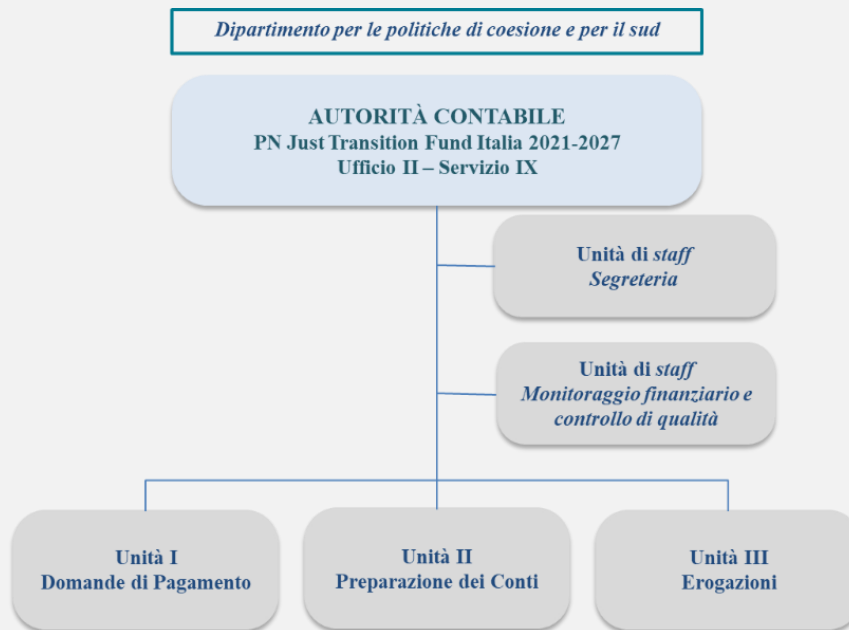 Dipartimento per le politiche di coesione e per il sud
AUTORITÀ CONTABILE
PN Just Transition Fund Italia 2021-2027
Ufficio II – Servizio IX
Unità di staff
Segreteria
Unità di staff
Monitoraggio finanziario e
controllo di qualità
Unità I
Domande di Pagamento
Unità II
Preparazione dei Conti
Unità III
Erogazioni